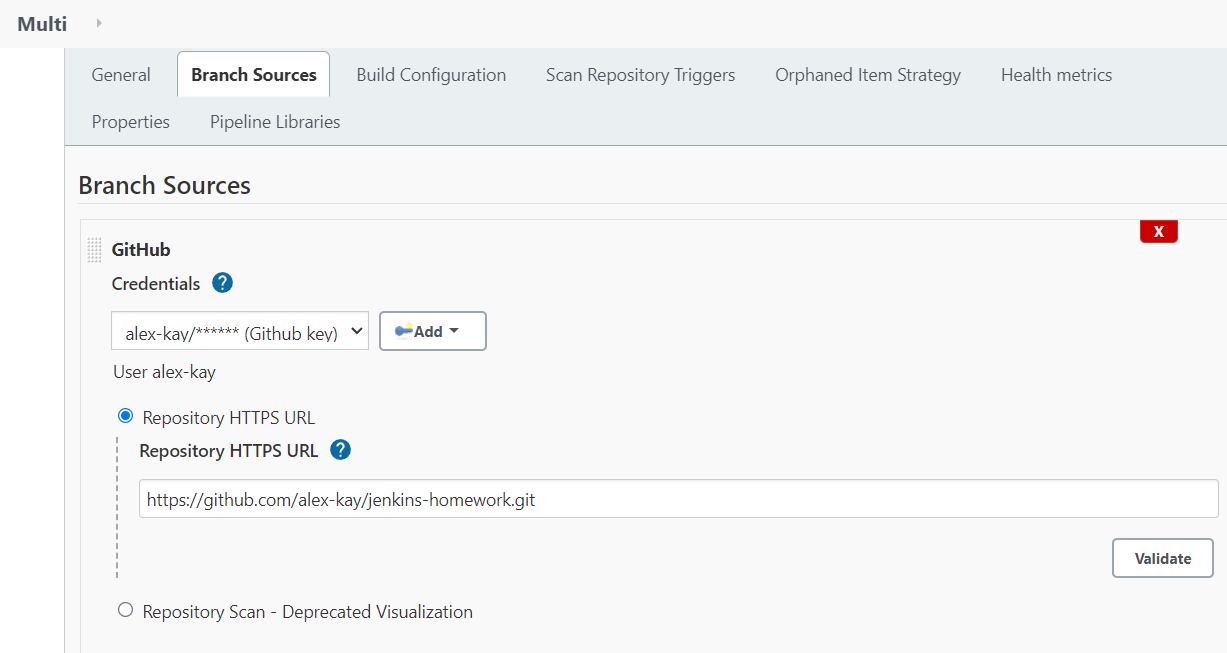 Multi
General Branch Sources Build Configuration Scan Repository Triggers Orphaned Item Strategy Health metrics
Properties Pipeline Libraries
Branch Sources
X
GitHub
Credentials ?
alex-kay/****** (Github key) Add
User alex-kay
Repository HTTPS URL
Repository HTTPS URL ?
https://github.com/alex-kay/jenkins-homework.git
Validate
Repository Scan - Deprecated Visualization